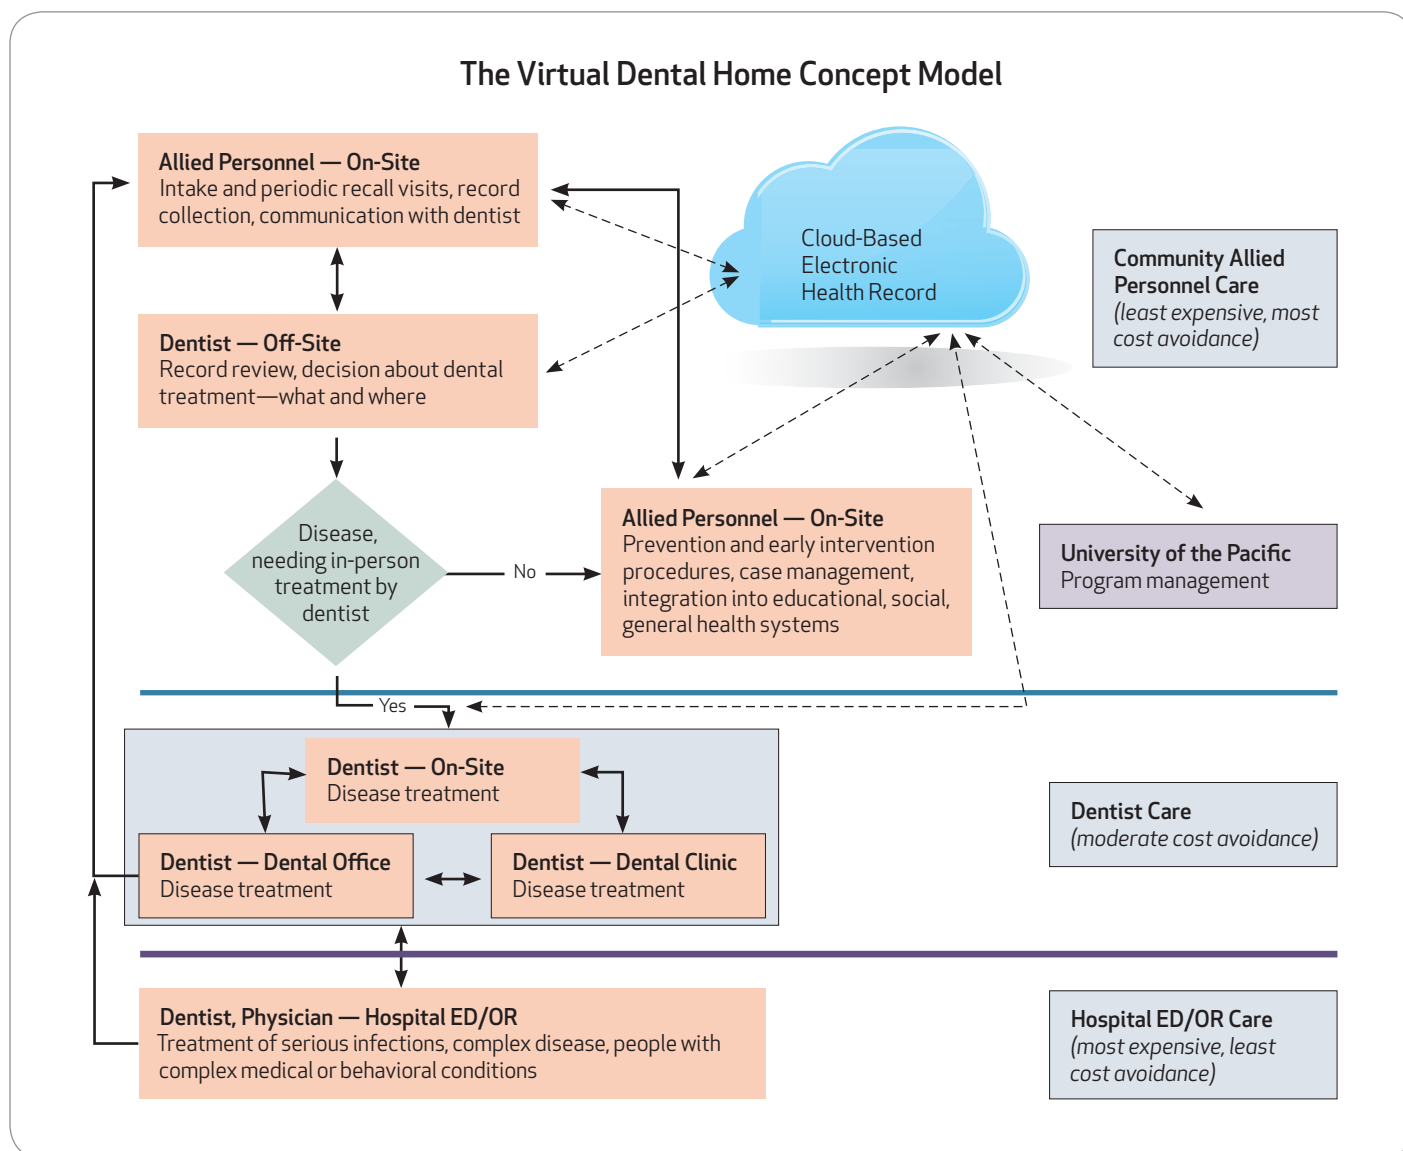 The Virtual Dental Home Concept Model
Allied Personnel — On-Site
Intake and periodic recall visits, record
collection, communication with dentist
Cloud-Based
Electronic
Health Record
Community Allied
Personnel Care
(least expensive, most
cost avoidance)
Dentist — Off-Site
Record review, decision about dental
treatment—what and where
Disease,
needing in-person
treatment by
dentist
No
Allied Personnel — On-Site
Prevention and early intervention
procedures, case management,
integration into educational, social,
general health systems
University of the Pacific
Program management
Yes
Dentist — On-Site
Disease treatment
Dentist — Dental Office
Disease treatment
Dentist — Dental Clinic
Disease treatment
Dentist Care
(moderate cost avoidance)
Dentist, Physician — Hospital ED/OR
Treatment of serious infections, complex disease, people with
complex medical or behavioral conditions
Hospital ED/OR Care
(most expensive, least
cost avoidance)